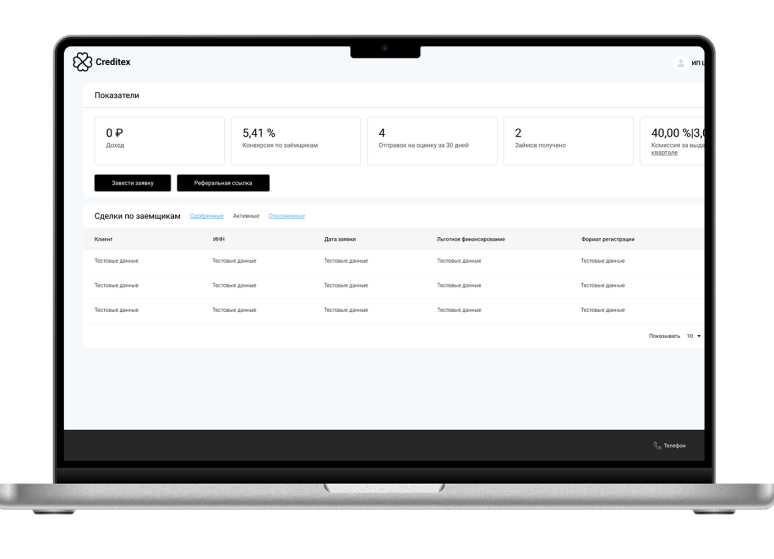 Creditex
ИП
Показатели
0 ₽
Доход
5,41 %
Конверсия по заёмщикам
4
Отправок на оценку за 30 дней
2
Займов получено
40,00 %|3,
Комиссия за
квартале
Завести заявку
Реферальная ссылка
Сделки по заемщикам Одобренные Активные Отклоненные
Клиент ИНН Дата заявки Льготное финансирование Формат регистрации
Тестовые данные Тестовые данные Тестовые данные Тестовые данные Тестовые данные
Тестовые данные Тестовые данные Тестовые данные Тестовые данные Тестовые данные
Тестовые данные Тестовые данные Тестовые данные Тестовые данные Тестовые данные
Показывать 10
Телефон